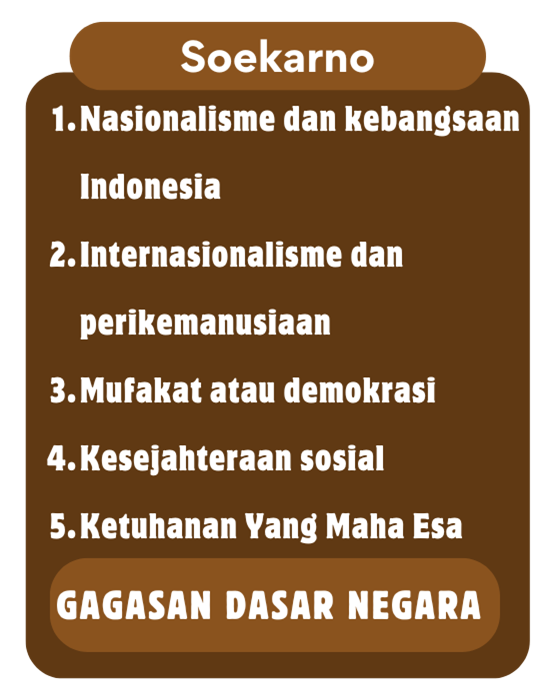 Soekarno
1. Nasionalisme dan kebangsaan
Indonesia
2. Internasionalisme dan
perikemanusiaan
3. Mufakat atau demokrasi
4. Kesejahteraan sosial
5. Ketuhanan Yang Maha Esa
GAGASAN DASAR NEGARA